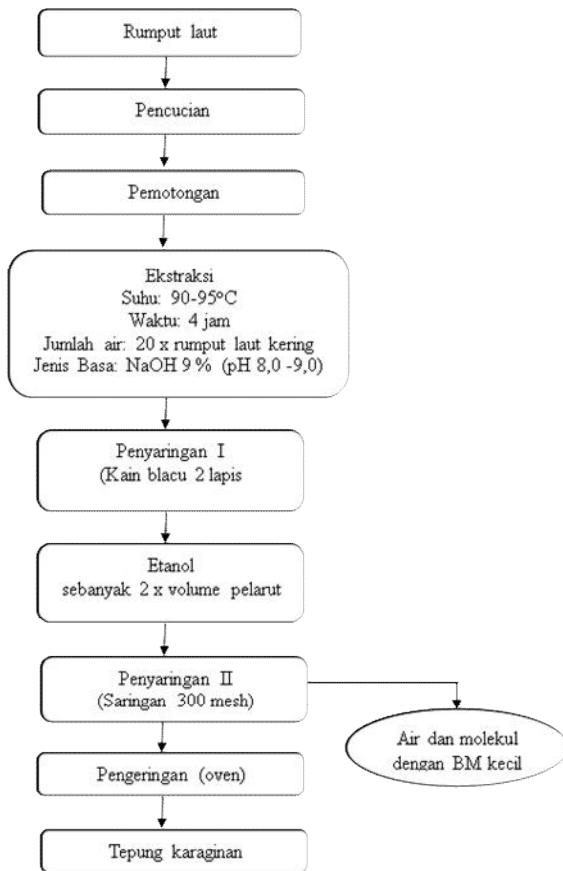 Rumput laut
Pencucian
Pemotongan
Ekstraksi
Suhu: 90-95°C
Waktu: 4 jam
Jumlah air: 20 x rumput laut kering
Jenis Basa: NaOH 9 % (pH 8,0 -9,0)
Penyaringan I
(Kain blacu 2 lapis
Etanol
sebanyak 2 x volume pelarut
Penyaringan II
(Saringan 300 mesh)
Air dan molekul
dengan BM kecil
Pengeringan (oven)
Tepung karaginan